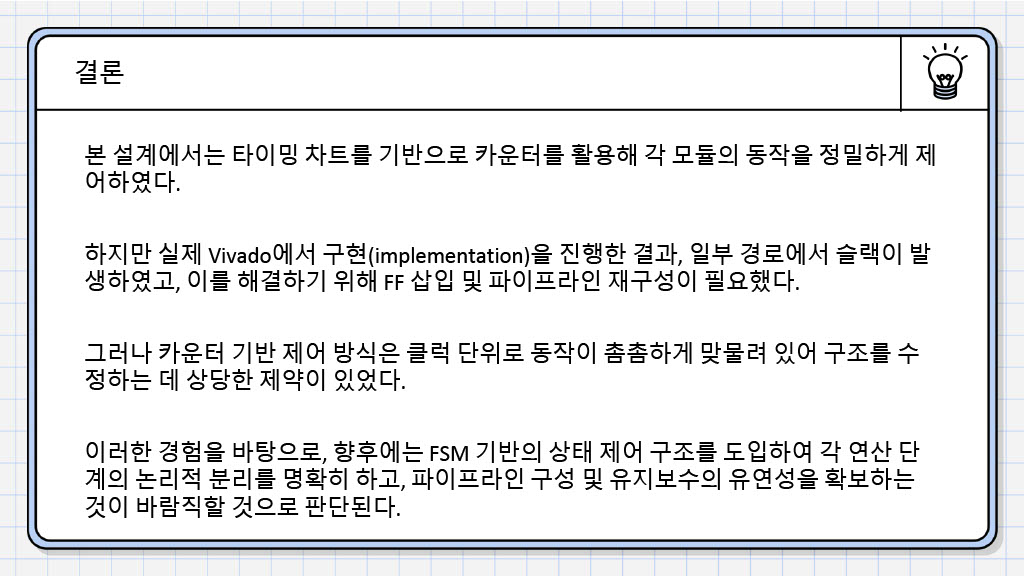 결론
본 설계에서는 타이밍 차트를 기반으로 카운터를 활용해 각 모듈의 동작을 정밀하게 제
어하였다.
하지만 실제 Vivado에서 구현(implementation)을 진행한 결과, 일부 경로에서 슬랙이 발
생하였고, 이를 해결하기 위해 FF 삽입 및 파이프라인 재구성이 필요했다.
그러나 카운터 기반 제어 방식은 클럭 단위로 동작이 촘촘하게 맞물려 있어 구조를 수
정하는 데 상당한 제약이 있었다.
이러한 경험을 바탕으로, 향후에는 FSM 기반의 상태 제어 구조를 도입하여 각 연산 단
계의 논리적 분리를 명확히 하고, 파이프라인 구성 및 유지보수의 유연성을 확보하는
것이 바람직할 것으로 판단된다.